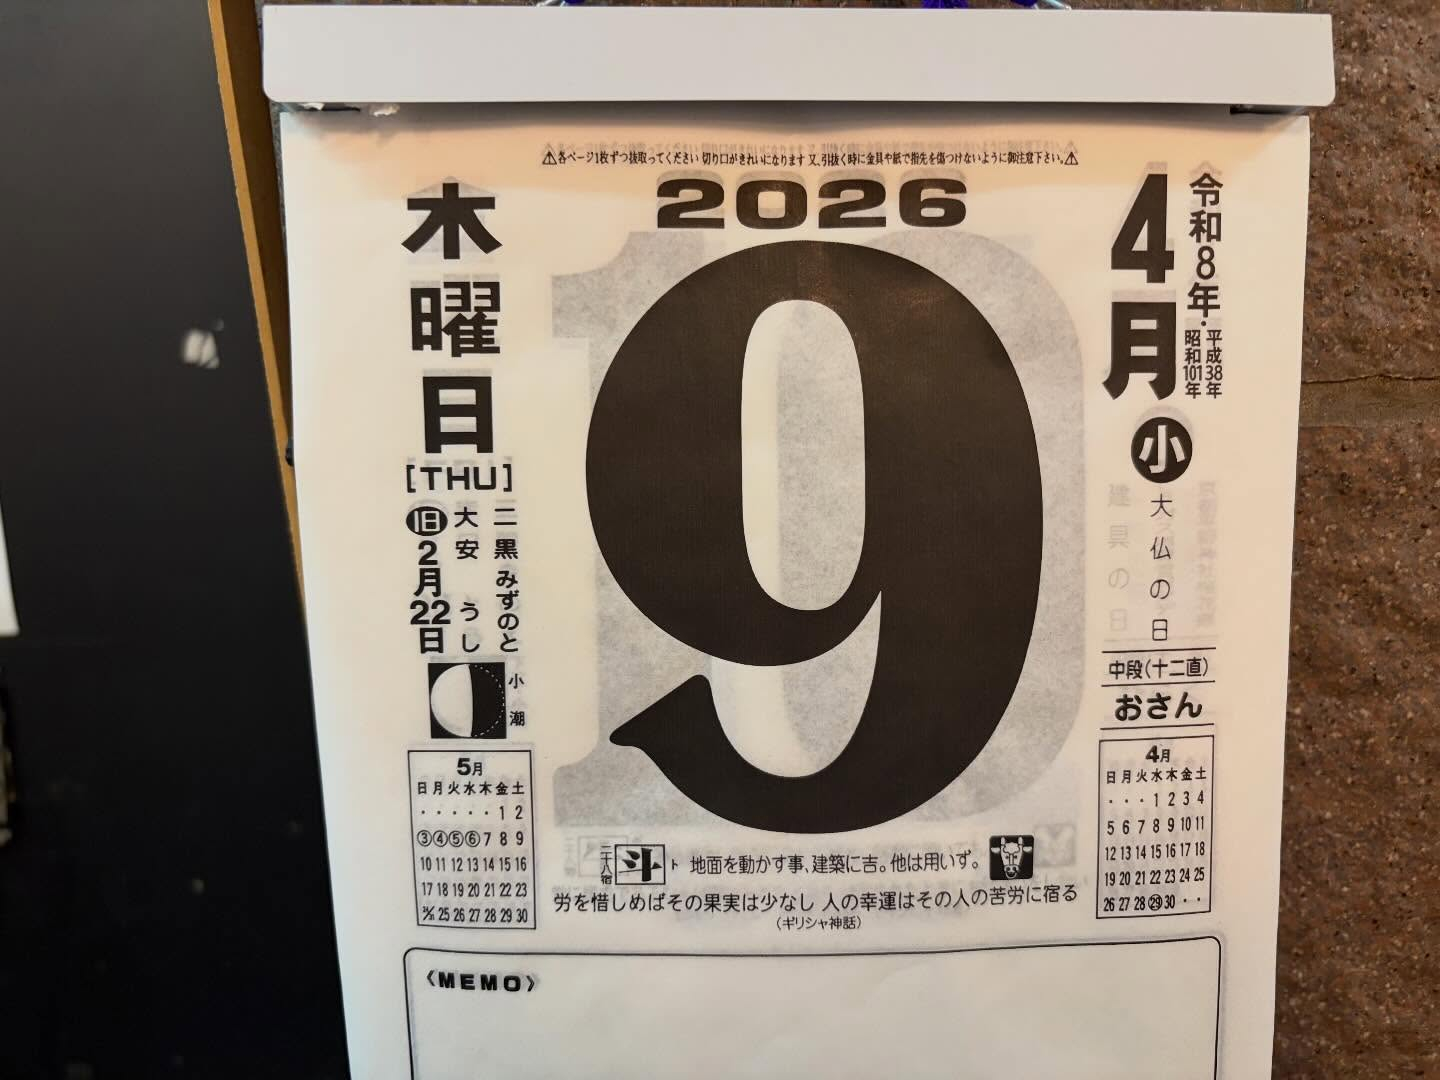 ⚠各ページ1枚ずつ抜取ってください 切り口がきれいになります 又、引抜く時に金具や紙で指先を傷つけないように御注意下さい。⚠
2026
4月
令和8年・
平成38年
昭和101年
小
大仏の日
建具の日
中段(十二直)
おさん
木曜日
[THU]
二黒 みずのと
大安 うし
旧2月22日
小潮
9
10
5月
日月火水木金土
・・・・・1 2
③④⑤⑥7 8 9
10 11 12 13 14 15 16
17 18 19 20 21 22 23
24/31 25 26 27 28 29 30
4月
日月火水木金土
・・・1 2 3 4
5 6 7 8 9 10 11
12 13 14 15 16 17 18
19 20 21 22 23 24 25
26 27 28 ㉙ 30・・
二十八宿 斗 ト 地面を動かす事、建築に吉。他は用いず。
労を惜しめばその果実は少なし 人の幸運はその人の苦労に宿る
(ギリシャ神話)
〈MEMO〉